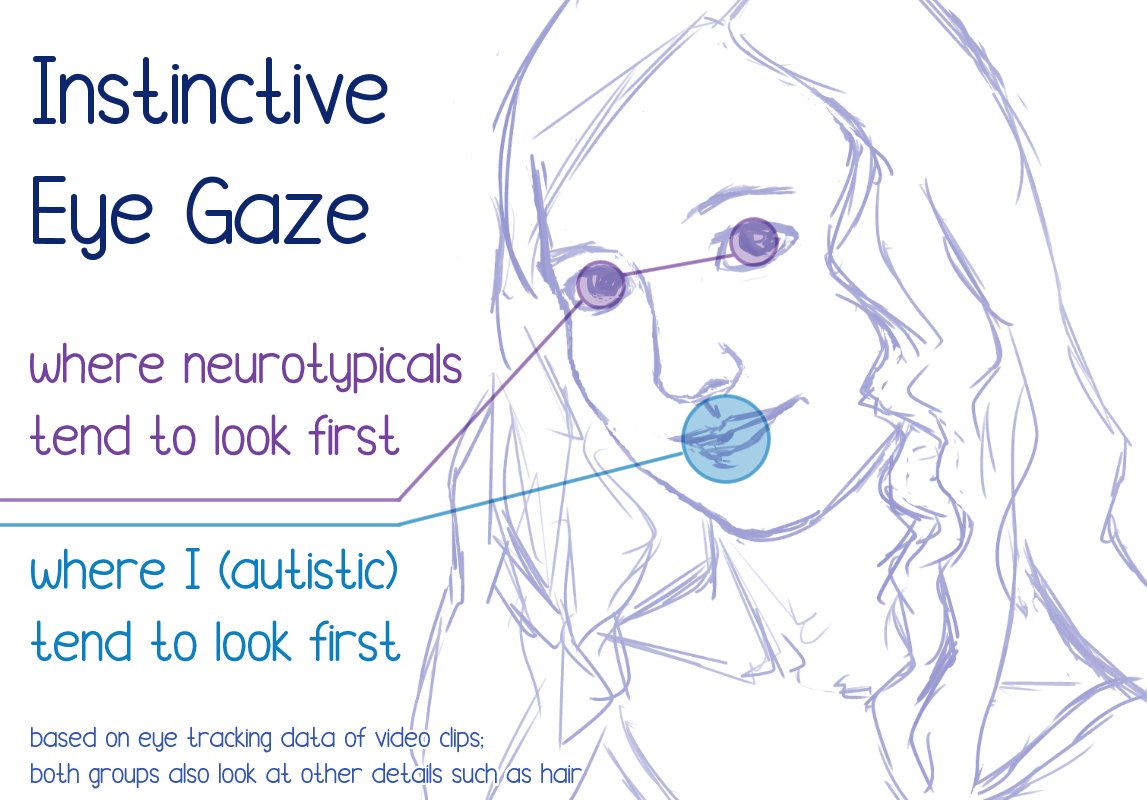 Instinctive
Eye Gaze
where neurotypicals
tend to look first
where I (autistic)
tend to look first
based on eye tracking data of video clips;
both groups also look at other details such as hair